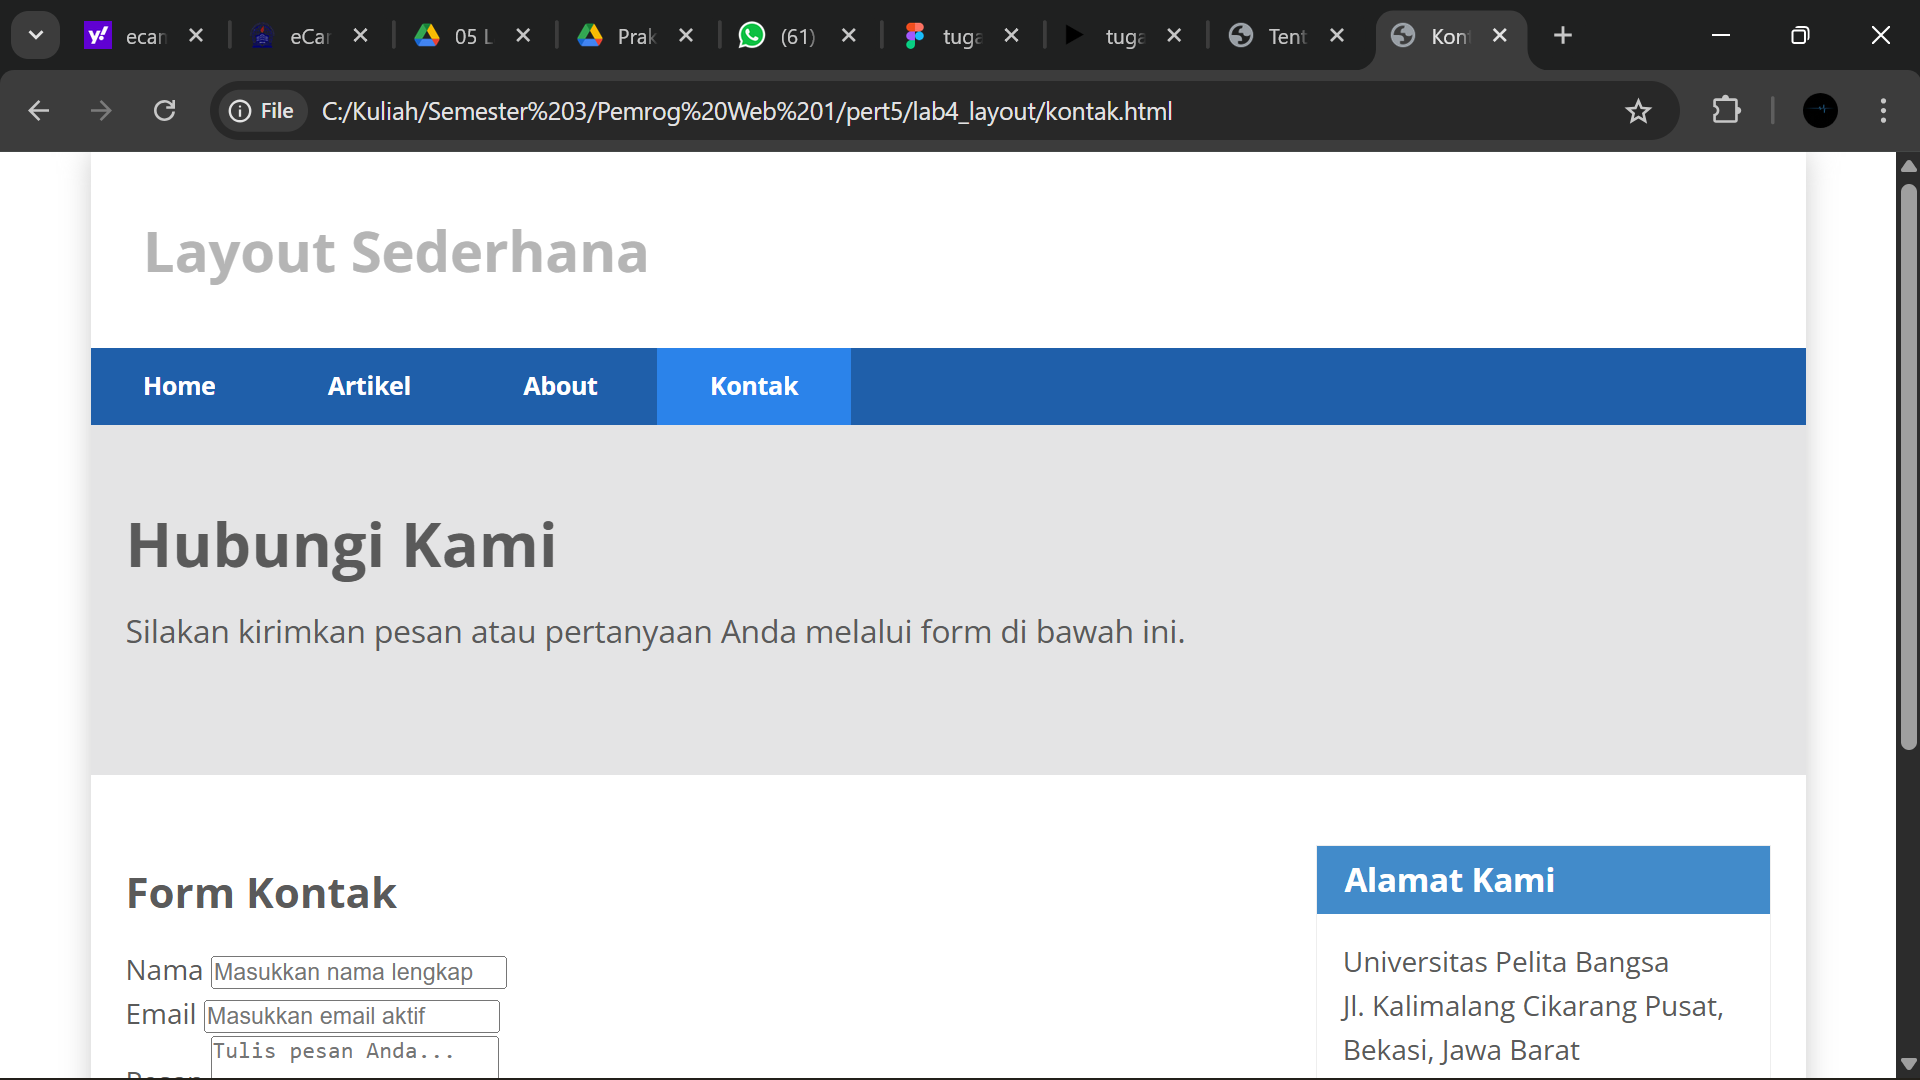 ecan
eCar
05 L
Prak
(61)
tuga
tuga
Tent
Kont
File
C:/Kuliah/Semester%203/Pemrog%20Web%201/pert5/lab4_layout/kontak.html
Layout Sederhana
Home Artikel About Kontak
Hubungi Kami
Silakan kirimkan pesan atau pertanyaan Anda melalui form di bawah ini.
Form Kontak
Nama Masukkan nama lengkap
Email Masukkan email aktif
Tulis pesan Anda...
Alamat Kami
Universitas Pelita Bangsa
Jl. Kalimalang Cikarang Pusat,
Bekasi, Jawa Barat